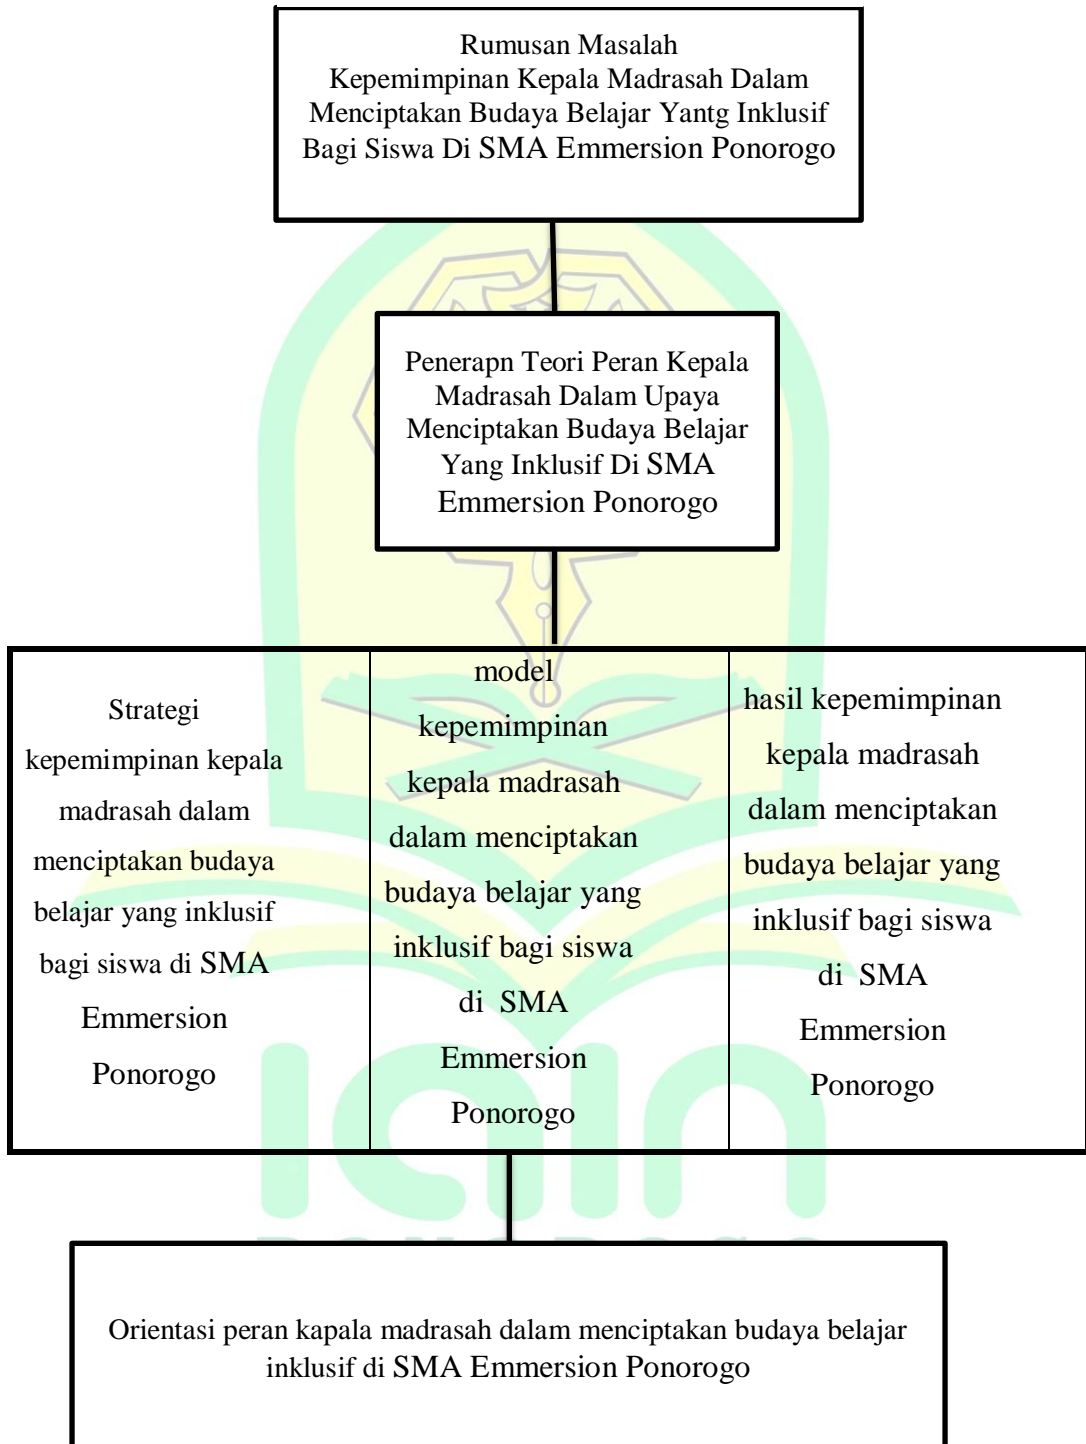 Rumusan Masalah
Kepemimpinan Kepala Madrasah Dalam
Menciptakan Budaya Belajar Yantg Inklusif
Bagi Siswa Di SMA Emmersion Ponorogo
Penerapn Teori Peran Kepala
Madrasah Dalam Upaya
Menciptakan Budaya Belajar
Yang Inklusif Di SMA
Emmersion Ponorogo
Strategi
kepemimpinan kepala
madrasah dalam
menciptakan budaya
belajar yang inklusif
bagi siswa di SMA
Emmersion
Ponorogo
model
kepemimpinan
kepala madrasah
dalam menciptakan
budaya belajar yang
inklusif bagi siswa
di SMA
Emmersion
Ponorogo
hasil kepemimpinan
kepala madrasah
dalam menciptakan
budaya belajar yang
inklusif bagi siswa
di SMA
Emmersion
Ponorogo
iain
Orientasi peran kapala madrasah dalam menciptakan budaya belajar
inklusif di SMA Emmersion Ponorogo